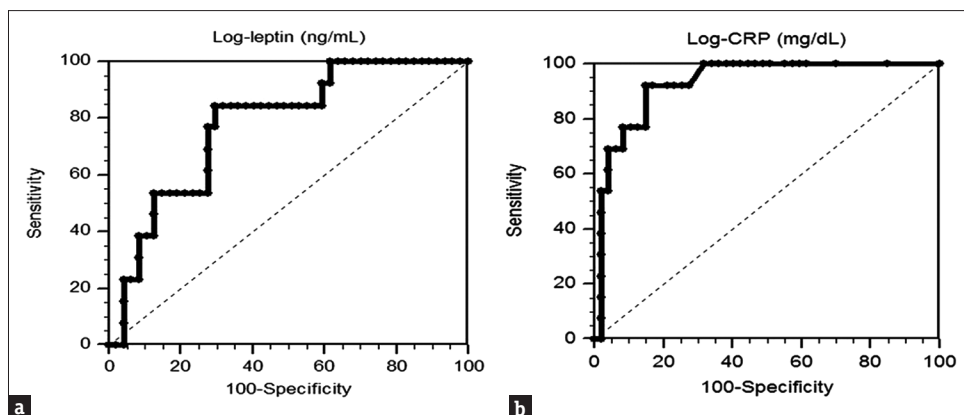 Log-leptin (ng/mL)
100
80
60
40
20
0
Sensitivity
0 20 40 60 80 100
100-Specificity
a
Log-CRP (mg/dL)
100
80
60
40
20
0
Sensitivity
0 20 40 60 80 100
100-Specificity
b